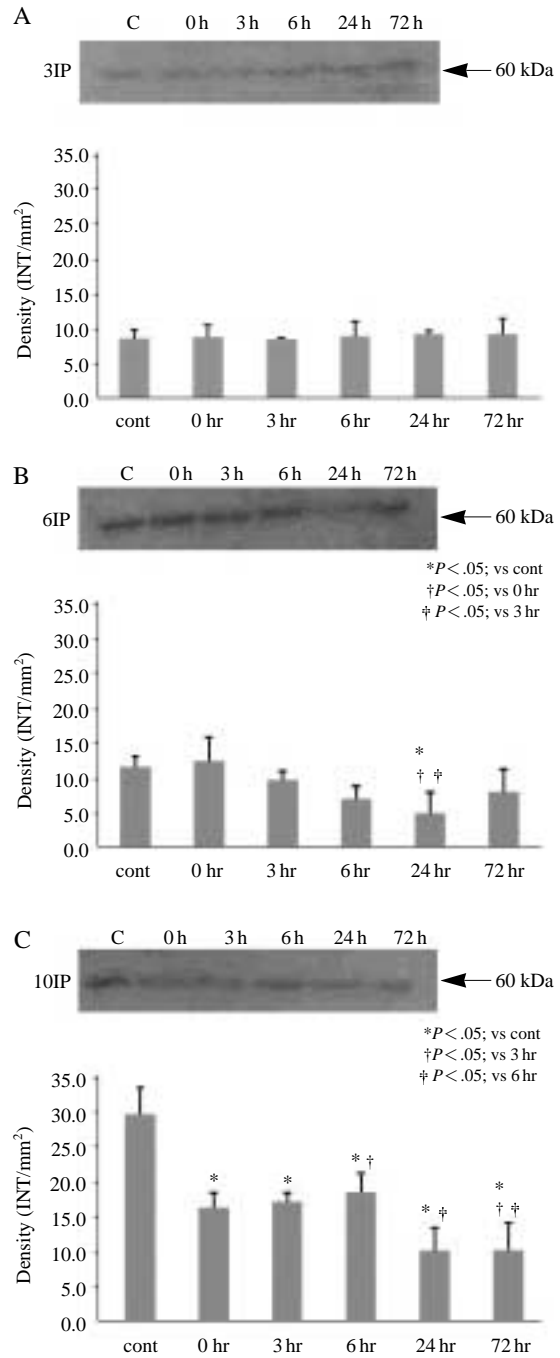 A
C 0 h 3 h 6 h 24 h 72 h
3IP 60 kDa
Density (INT/mm²)
35.0
30.0
25.0
20.0
15.0
10.0
5.0
0.0
cont 0 hr 3 hr 6 hr 24 hr 72 hr
B
C 0 h 3 h 6 h 24 h 72 h
6IP 60 kDa
*P < .05; vs cont
†P < .05; vs 0 hr
‡ P < .05; vs 3 hr
Density (INT/mm²)
35.0
30.0
25.0
20.0
15.0
10.0
5.0
0.0
*
† ‡
cont 0 hr 3 hr 6 hr 24 hr 72 hr
C
C 0 h 3 h 6 h 24 h 72 h
10IP 60 kDa
*P < .05; vs cont
†P < .05; vs 3 hr
‡ P < .05; vs 6 hr
Density (INT/mm²)
35.0
30.0
25.0
20.0
15.0
10.0
5.0
0.0
*
*
* †
* ‡
*
† ‡
cont 0 hr 3 hr 6 hr 24 hr 72 hr